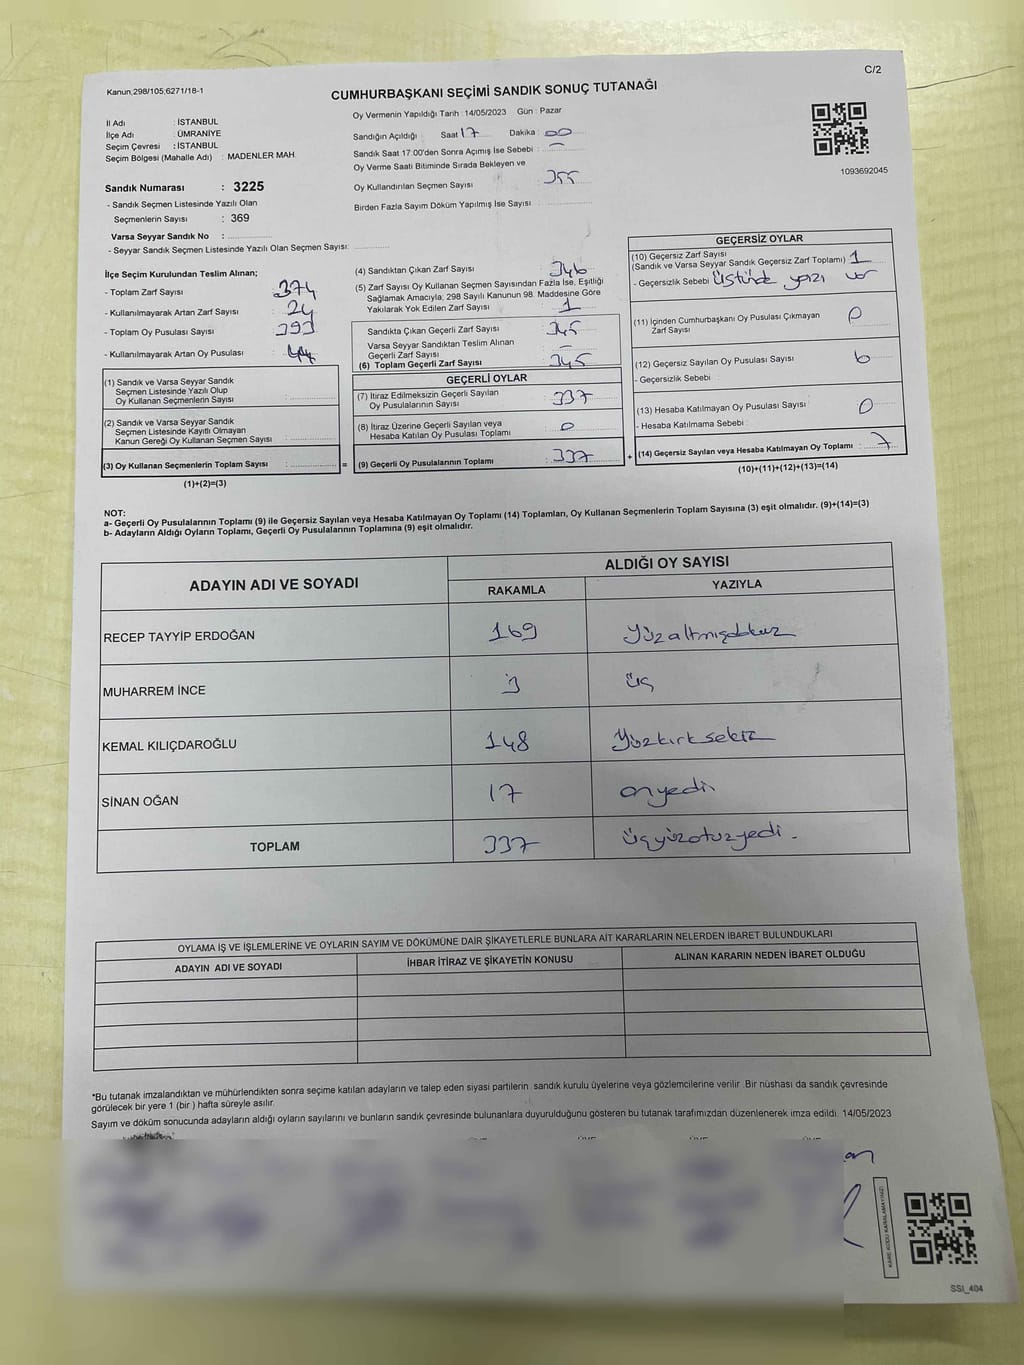 C/2
Kanun,298/105,6271/18-1
CUMHURBAŞKANI SEÇİMİ SANDIK SONUÇ TUTANAĞI
İl Adı : İSTANBUL
İlçe Adı : ÜMRANİYE
Seçim Çevresi : İSTANBUL
Seçim Bölgesi (Mahalle Adı) : MADENLER MAH.
Sandık Numarası : 3225
- Sandık Seçmen Listesinde Yazılı Olan
Seçmenlerin Sayısı : 369
Varsa Seyyar Sandık No :
- Seyyar Sandık Seçmen Listesinde Yazılı Olan Seçmen Sayısı:
Oy Vermenin Yapıldığı Tarih : 14/05/2023 Gün : Pazar
Sandığın Açıldığı Saat 17 Dakika : 00
Sandık Saat 17.00'den Sonra Açımış İse Sebebi : -
Oy Verme Saati Bitiminde Sırada Bekleyen ve
Oy Kullandırılan Seçmen Sayısı : 355
Birden Fazla Sayım Döküm Yapılmış İse Sayısı :
1093692045
İlçe Seçim Kurulundan Teslim Alınan;
- Toplam Zarf Sayısı : 374
- Kullanılmayarak Artan Zarf Sayısı : 24
- Toplam Oy Pusulası Sayısı : 393
- Kullanılmayarak Artan Oy Pusulası : 44
(1) Sandık ve Varsa Seyyar Sandık
Seçmen Listesinde Yazılı Olup
Oy Kullanan Seçmenlerin Sayısı :
(2) Sandık ve Varsa Seyyar Sandık
Seçmen Listesinde Kayıtlı Olmayan
Kanun Gereği Oy Kullanan Seçmen Sayısı :
(3) Oy Kullanan Seçmenlerin Toplam Sayısı : =
(1)+(2)=(3)
(4) Sandıktan Çıkan Zarf Sayısı : 346
(5) Zarf Sayısı Oy Kullanan Seçmen Sayısından Fazla İse, Eşitliği
Sağlamak Amacıyla; 298 Sayılı Kanunun 98. Maddesine Göre
Yakılarak Yok Edilen Zarf Sayısı : 1
Sandıkta Çıkan Geçerli Zarf Sayısı : 345
Varsa Seyyar Sandıktan Teslim Alınan
Geçerli Zarf Sayısı : -
(6) Toplam Geçerli Zarf Sayısı : 345
GEÇERLİ OYLAR
(7) İtiraz Edilmeksizin Geçerli Sayılan
Oy Pusulalarının Sayısı : 337
(8) İtiraz Üzerine Geçerli Sayılan veya
Hesaba Katılan Oy Pusulası Toplamı : 0
(9) Geçerli Oy Pusulalarının Toplamı : 337 +
GEÇERSİZ OYLAR
(10) Geçersiz Zarf Sayısı
(Sandık ve Varsa Seyyar Sandık Geçersiz Zarf Toplamı) : 1
- Geçersizlik Sebebi : Üstünde yazı var
(11) İçinden Cumhurbaşkanı Oy Pusulası Çıkmayan
Zarf Sayısı : 0
(12) Geçersiz Sayılan Oy Pusulası Sayısı : 6
- Geçersizlik Sebebi :
(13) Hesaba Katılmayan Oy Pusulası Sayısı : 0
- Hesaba Katılmama Sebebi :
(14) Geçersiz Sayılan veya Hesaba Katılmayan Oy Toplamı : 7
(10)+(11)+(12)+(13)=(14)
NOT:
a- Geçerli Oy Pusulalarının Toplamı (9) ile Geçersiz Sayılan veya Hesaba Katılmayan Oy Toplamı (14) Toplamları, Oy Kullanan Seçmenlerin Toplam Sayısına (3) eşit olmalıdır. (9)+(14)=(3)
b- Adayların Aldığı Oyların Toplamı, Geçerli Oy Pusulalarının Toplamına (9) eşit olmalıdır.
ADAYIN ADI VE SOYADI
ALDIĞI OY SAYISI
RAKAMLA YAZIYLA
RECEP TAYYİP ERDOĞAN 169 Yüzaltmışdokuz
MUHARREM İNCE 3 üç
KEMAL KILIÇDAROĞLU 148 Yüzkırksekiz
SİNAN OĞAN 17 onyedi
TOPLAM 337 üçyüzotuzyedi.
OYLAMA İŞ VE İŞLEMLERİNE VE OYLARIN SAYIM VE DÖKÜMÜNE DAİR ŞİKAYETLERLE BUNLARA AİT KARARLARIN NELERDEN İBARET BULUNDUKLARI
ADAYIN ADI VE SOYADI İHBAR İTİRAZ VE ŞİKAYETİN KONUSU ALINAN KARARIN NEDEN İBARET OLDUĞU
*Bu tutanak imzalandıktan ve mühürlendikten sonra seçime katılan adayların ve talep eden siyasi partilerin sandık kurulu üyelerine veya gözlemcilerine verilir. Bir nüshası da sandık çevresinde
görülecek bir yere 1 (bir) hafta süreyle asılır.
Sayım ve döküm sonucunda adayların aldığı oyların sayılarını ve bunların sandık çevresinde bulunanlara duyurulduğunu gösteren bu tutanak tarafımızdan düzenlenerek imza edildi. 14/05/2023
KARE KODU KARALAMAYINIZ!
SSI_404